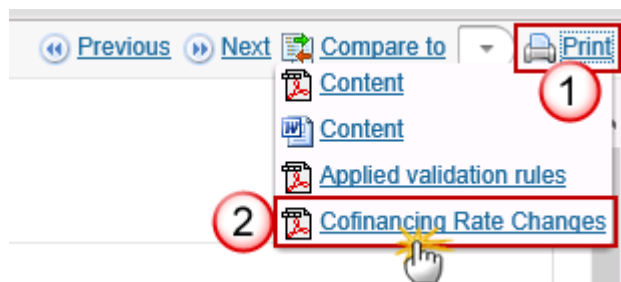 Previous Next Compare to Print
Content
1
Content
Applied validation rules
2 Cofinancing Rate Changes